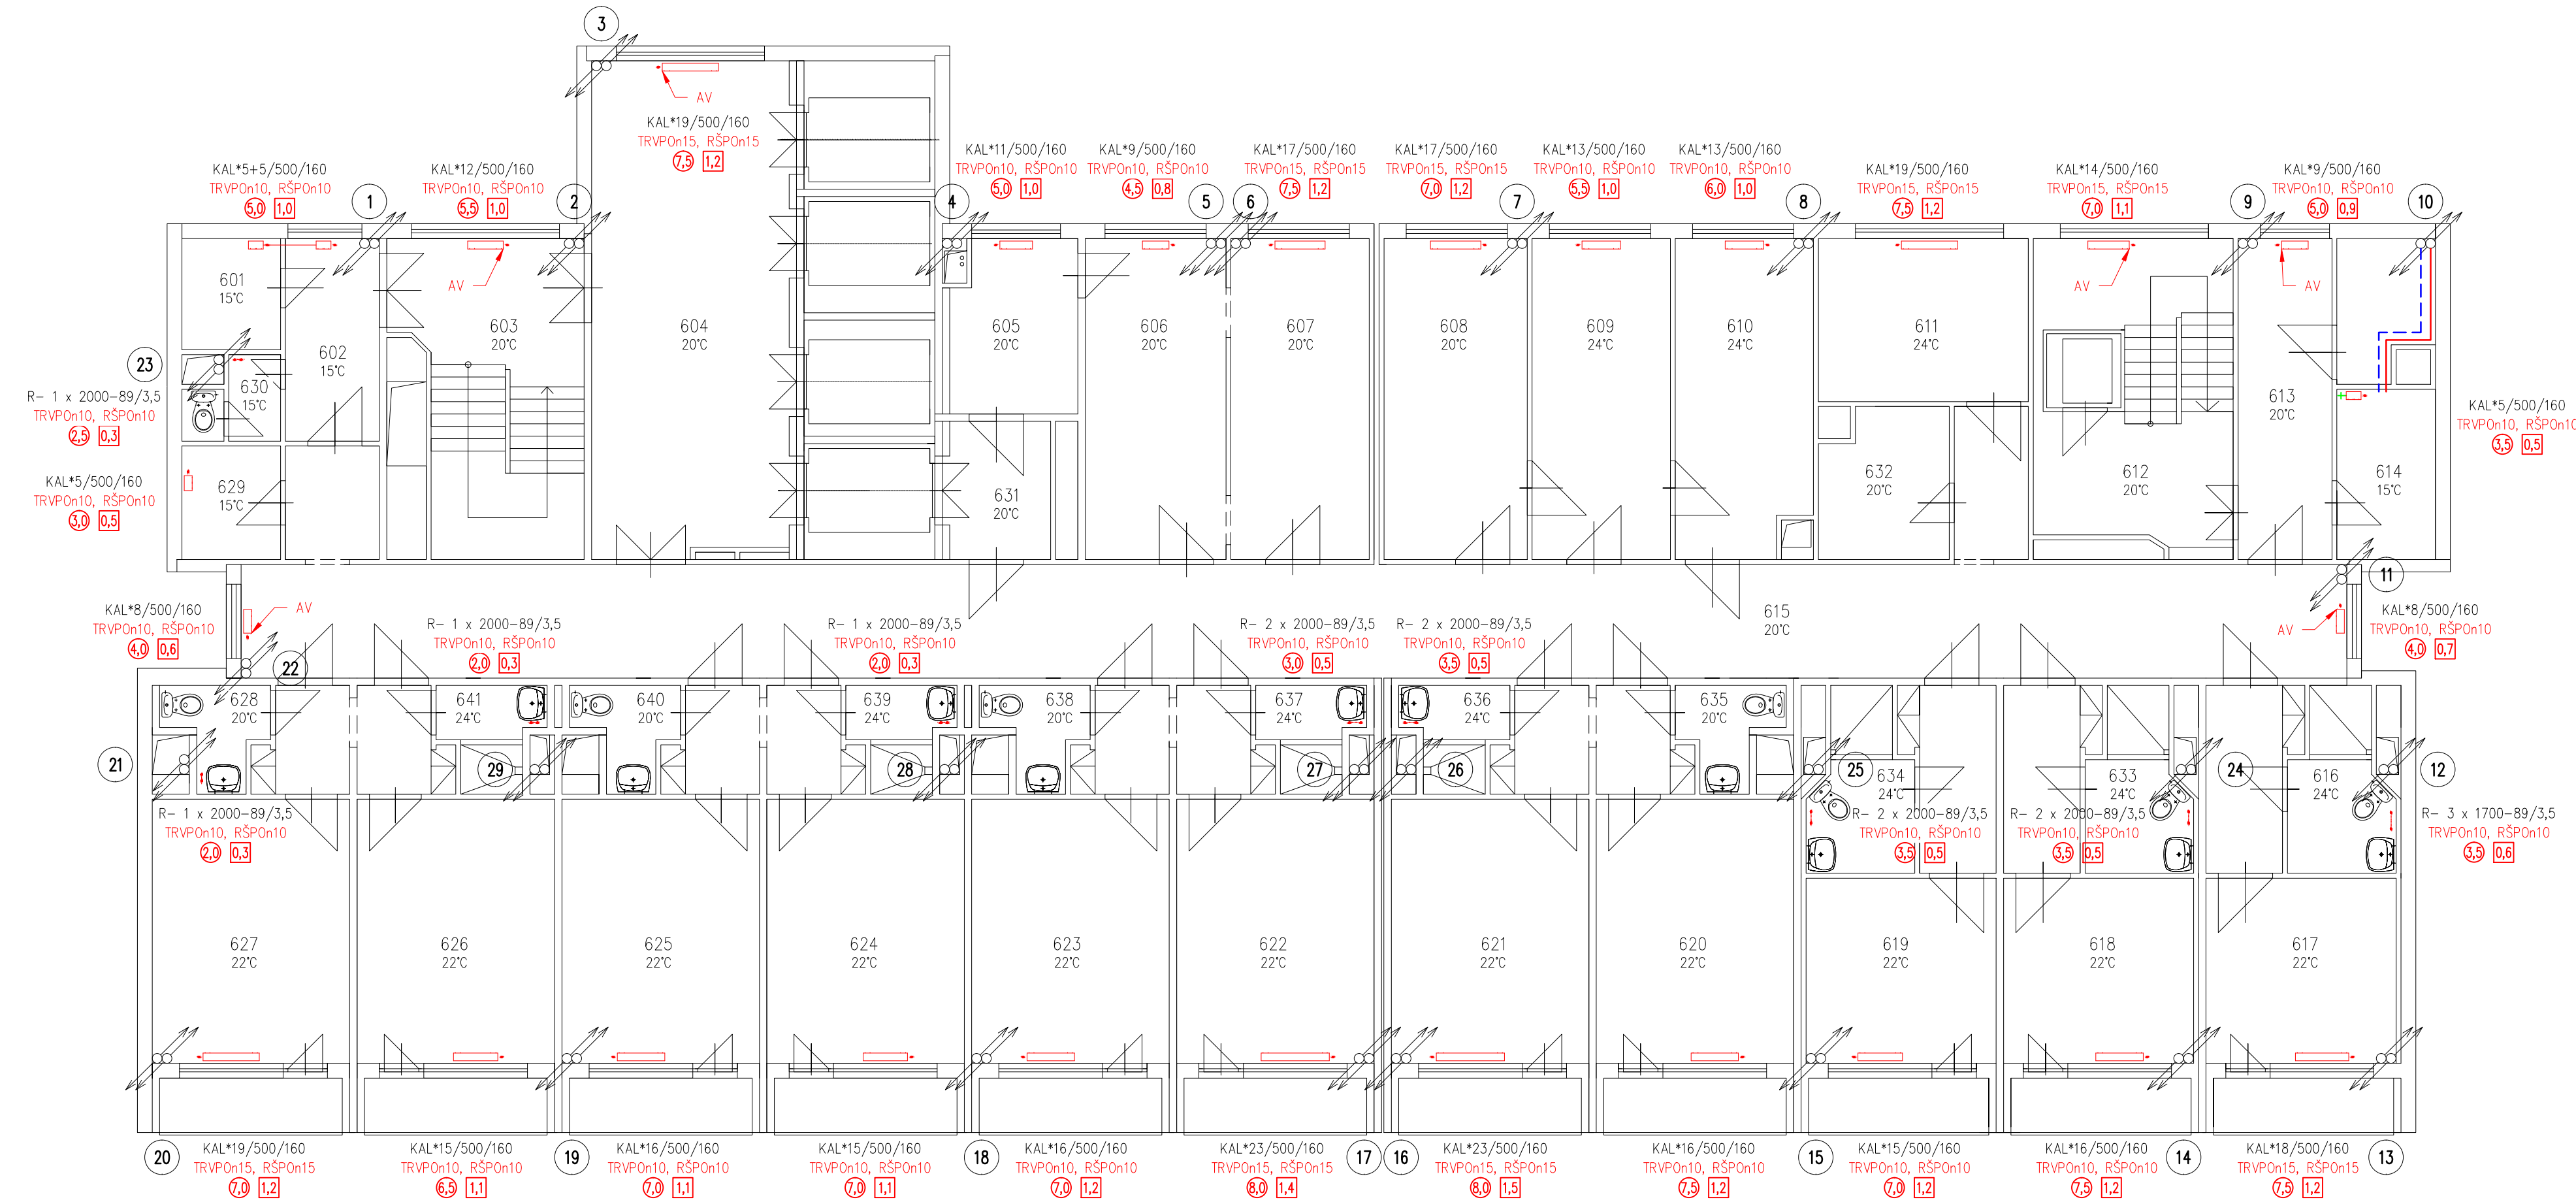 3
AV
KAL*19/500/160
TRVPOn15, RŠPOn15
7,5 1,2
KAL*5+5/500/160
TRVPOn10, RŠPOn10
5,0 1,0
1
KAL*12/500/160
TRVPOn10, RŠPOn10
5,5 1,0
2
4
KAL*11/500/160
TRVPOn10, RŠPOn10
5,0 1,0
KAL*9/500/160
TRVPOn10, RŠPOn10
4,5 0,8
5
6
KAL*17/500/160
TRVPOn15, RŠPOn15
7,5 1,2
KAL*17/500/160
TRVPOn15, RŠPOn15
7,0 1,2
7
KAL*13/500/160
TRVPOn10, RŠPOn10
5,5 1,0
KAL*13/500/160
TRVPOn10, RŠPOn10
6,0 1,0
8
KAL*19/500/160
TRVPOn15, RŠPOn15
7,5 1,2
KAL*14/500/160
TRVPOn15, RŠPOn15
7,0 1,1
9
KAL*9/500/160
TRVPOn10, RŠPOn10
5,0 0,9
10
601
15°C
602
15°C
AV
603
20°C
604
20°C
605
20°C
606
20°C
607
20°C
608
20°C
609
24°C
610
24°C
611
24°C
AV
AV
613
20°C
23
R- 1 x 2000-89/3,5
TRVPOn10, RŠPOn10
2,5 0,3
630
15°C
KAL*5/500/160
TRVPOn10, RŠPOn10
3,0 0,5
629
15°C
631
20°C
632
20°C
612
20°C
614
15°C
KAL*5/500/160
TRVPOn10, RŠPOn10
3,5 0,5
11
KAL*8/500/160
TRVPOn10, RŠPOn10
4,0 0,6
AV
22
R- 1 x 2000-89/3,5
TRVPOn10, RŠPOn10
2,0 0,3
R- 1 x 2000-89/3,5
TRVPOn10, RŠPOn10
2,0 0,3
R- 2 x 2000-89/3,5
TRVPOn10, RŠPOn10
3,0 0,5
R- 2 x 2000-89/3,5
TRVPOn10, RŠPOn10
3,5 0,5
615
20°C
AV
KAL*8/500/160
TRVPOn10, RŠPOn10
4,0 0,7
628
20°C
641
24°C
640
20°C
639
24°C
638
20°C
637
24°C
636
24°C
635
20°C
21
29
28
27
26
25
634
24°C
633
24°C
24
616
24°C
12
R- 1 x 2000-89/3,5
TRVPOn10, RŠPOn10
2,0 0,3
R- 2 x 2000-89/3,5
TRVPOn10, RŠPOn10
3,5 0,5
R- 2 x 2000-89/3,5
TRVPOn10, RŠPOn10
3,5 0,5
R- 3 x 1700-89/3,5
TRVPOn10, RŠPOn10
3,5 0,6
627
22°C
626
22°C
625
22°C
624
22°C
623
22°C
622
22°C
621
22°C
620
22°C
619
22°C
618
22°C
617
22°C
20
KAL*19/500/160
TRVPOn15, RŠPOn15
7,0 1,2
KAL*15/500/160
TRVPOn10, RŠPOn10
6,5 1,1
19
KAL*16/500/160
TRVPOn10, RŠPOn10
7,0 1,1
KAL*15/500/160
TRVPOn10, RŠPOn10
7,0 1,1
18
KAL*16/500/160
TRVPOn10, RŠPOn10
7,0 1,2
KAL*23/500/160
TRVPOn15, RŠPOn15
8,0 1,4
17
16
KAL*23/500/160
TRVPOn15, RŠPOn15
8,0 1,5
KAL*16/500/160
TRVPOn10, RŠPOn10
7,5 1,2
15
KAL*15/500/160
TRVPOn10, RŠPOn10
7,0 1,2
KAL*16/500/160
TRVPOn10, RŠPOn10
7,5 1,2
14
KAL*18/500/160
TRVPOn15, RŠPOn15
7,5 1,2
13